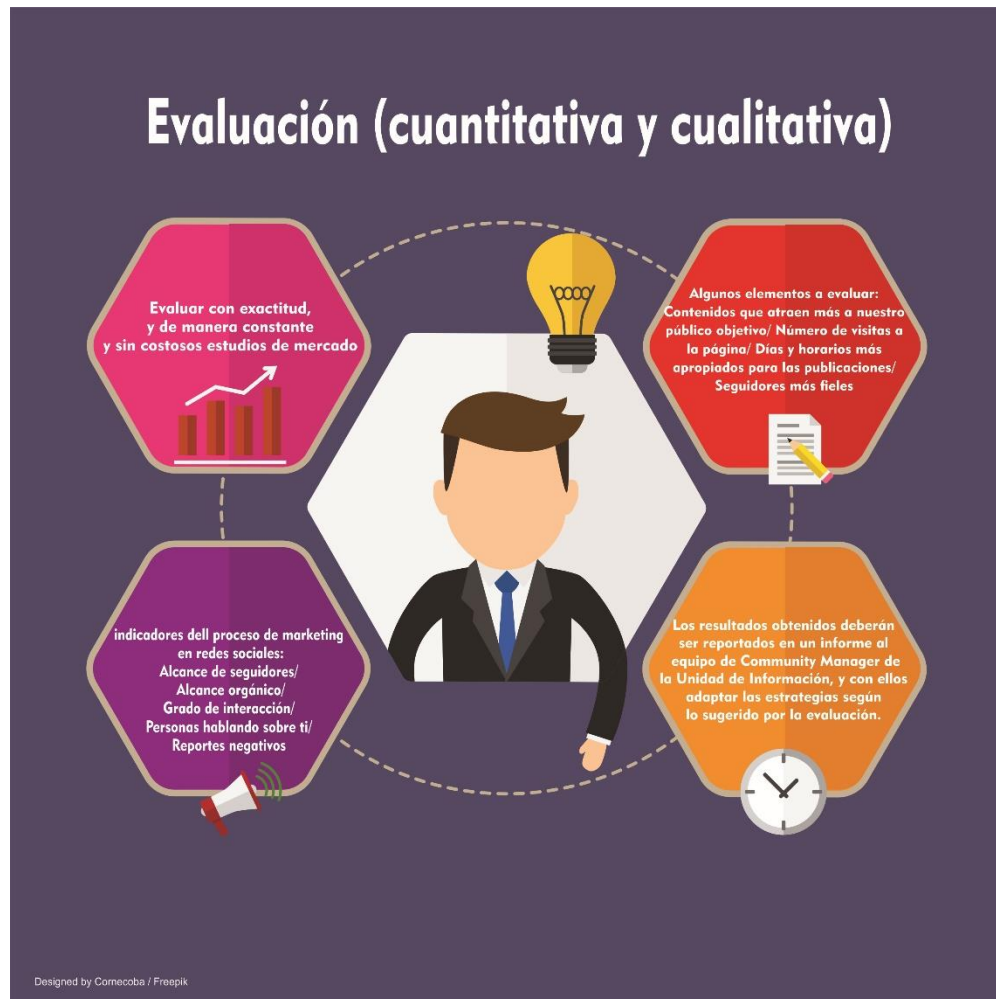 Evaluación (cuantitativa y cualitativa)
Evaluar con exactitud,
y de manera constante
y sin costosos estudios de mercado
Algunos elementos a evaluar:
Contenidos que atraen más a nuestro
público objetivo/ Número de visitas a
la página/ Días y horarios más
apropiados para las publicaciones/
Seguidores más fieles
indicadores dell proceso de marketing
en redes sociales:
Alcance de seguidores/
Alcance orgánico/
Grado de interacción/
Personas hablando sobre ti/
Reportes negativos
Los resultados obtenidos deberán
ser reportados en un informe al
equipo de Community Manager de
la Unidad de Información, y con ellos
adaptar las estrategias según
lo sugerido por la evaluación.
Designed by Cornecoba / Freepik